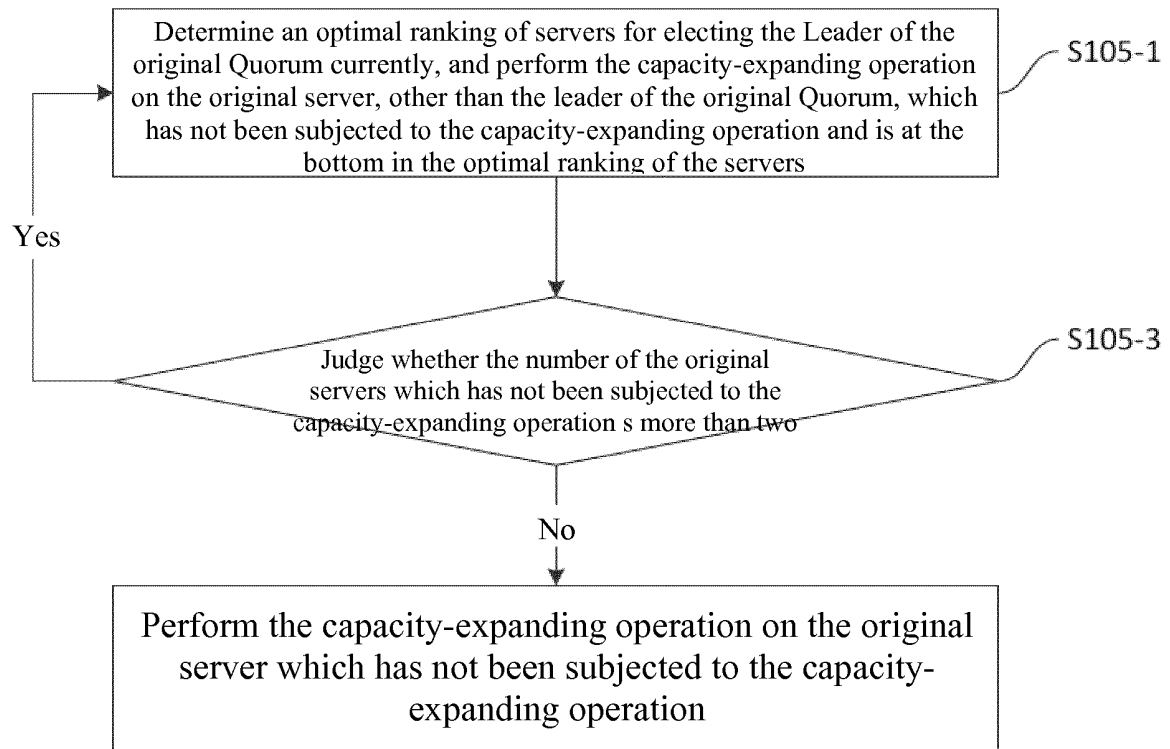 Determine an optimal ranking of servers for electing the Leader of the
original Quorum currently, and perform the capacity-expanding operation
on the original server, other than the leader of the original Quorum, which
has not been subjected to the capacity-expanding operation and is at the
bottom in the optimal ranking of the servers
S105-1
Yes
Judge whether the number of the original
servers which has not been subjected to the
capacity-expanding operation s more than two
S105-3
No
Perform the capacity-expanding operation on the original
server which has not been subjected to the capacity-
expanding operation